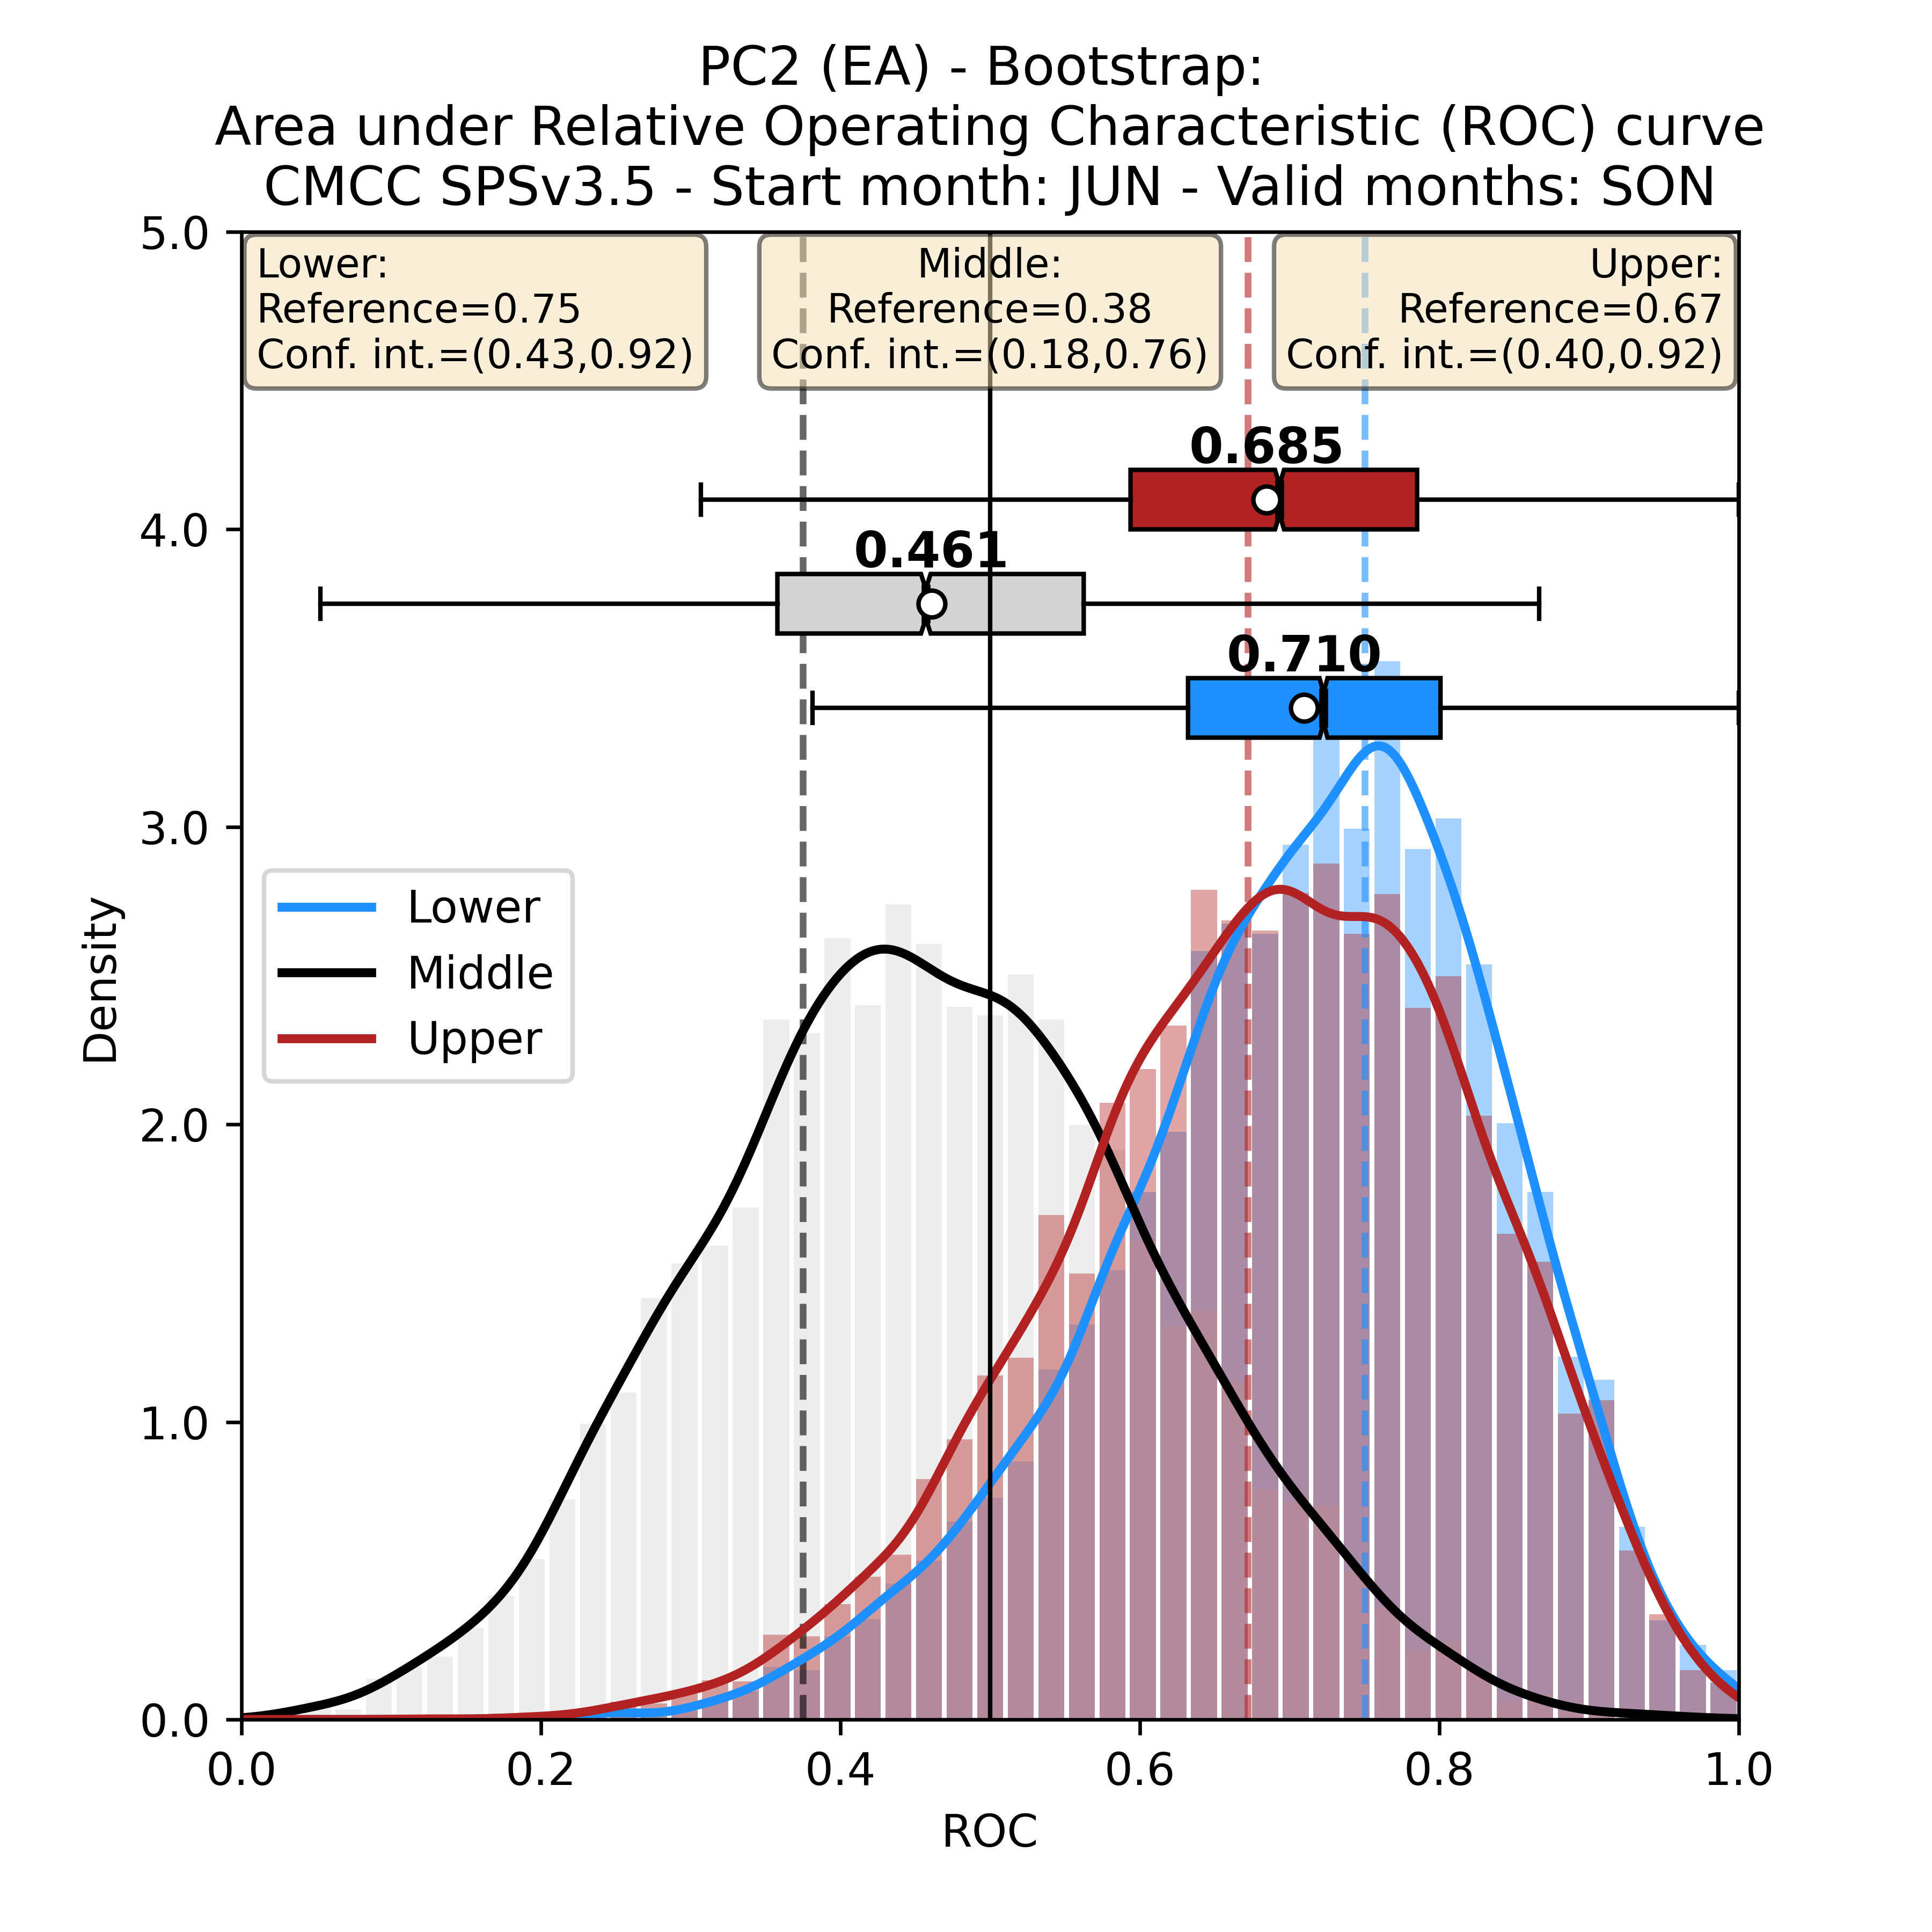 PC2 (EA) - Bootstrap:
Area under Relative Operating Characteristic (ROC) curve
CMCC SPSv3.5 - Start month: JUN - Valid months: SON
Lower:
Reference=0.75
Conf. int.=(0.43,0.92)
Middle:
Reference=0.38
Conf. int.=(0.18,0.76)
Upper:
Reference=0.67
Conf. int.=(0.40,0.92)
0.685
0.461
0.710
Lower
Middle
Upper
Density
5.0
4.0
3.0
2.0
1.0
0.0
0.0 0.2 0.4 0.6 0.8 1.0
ROC